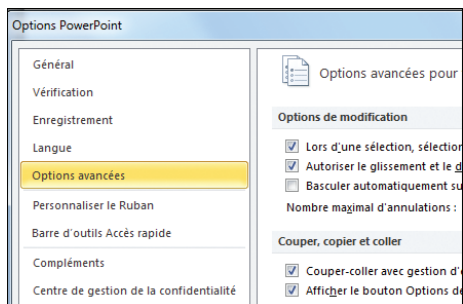 Options PowerPoint
Général
Vérification
Enregistrement
Langue
Options avancées
Personnaliser le Ruban
Barre d'outils Accès rapide
Compléments
Centre de gestion de la confidentialité
Options avancées pour
Options de modification
Lors d'une sélection, sélection
Autoriser le glissement et le d
Basculer automatiquement su
Nombre maximal d'annulations :
Couper, copier et coller
Couper-coller avec gestion d'
Afficher le bouton Options de